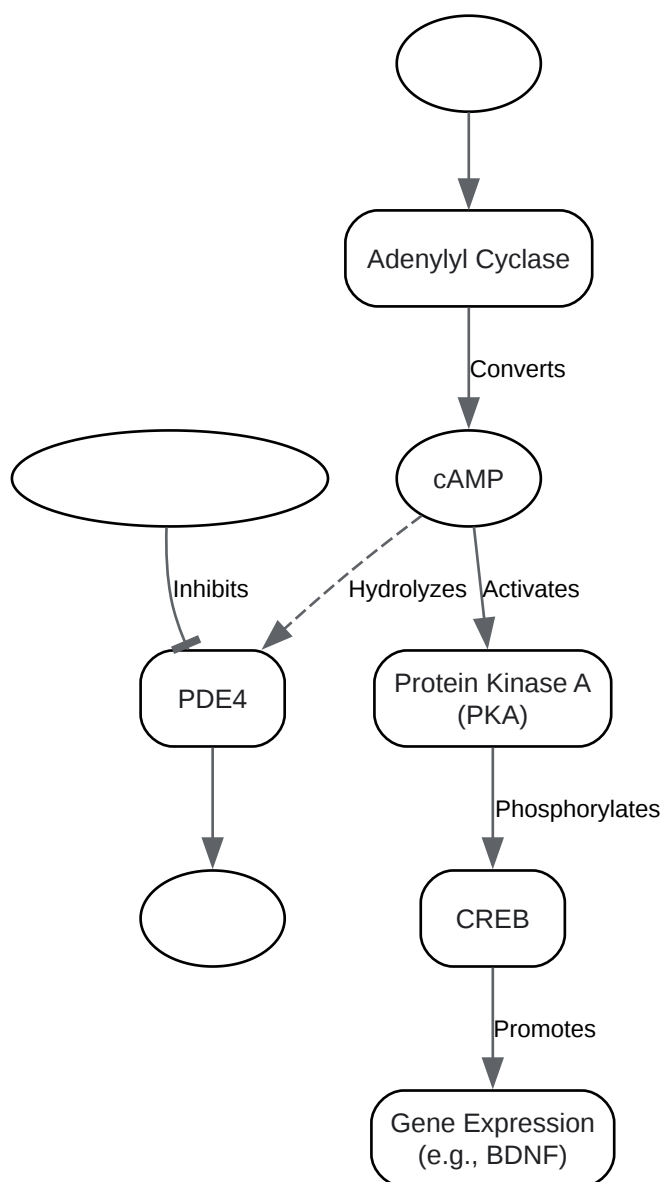 Adenylyl Cyclase
Converts
cAMP
Inhibits
Hydrolyzes
Activates
PDE4
Protein Kinase A
(PKA)
Phosphorylates
CREB
Promotes
Gene Expression
(e.g., BDNF)